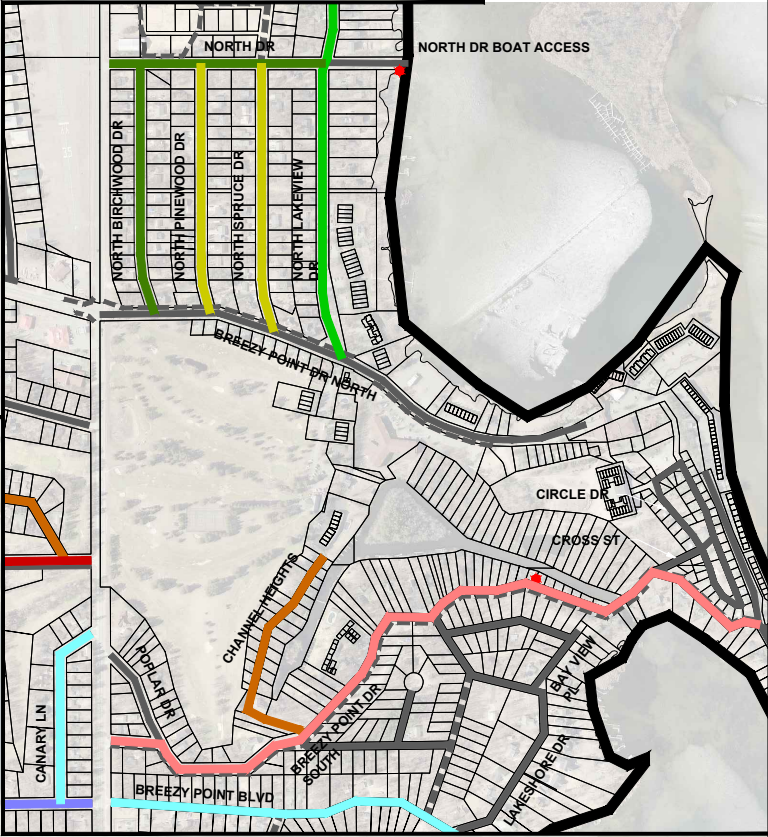 NORTH DR
NORTH DR BOAT ACCESS
NORTH BIRCHWOOD DR
NORTH PINEWOOD DR
NORTH SPRUCE DR
NORTH LAKEVIEW
DR
BREEZY POINT DR NORTH
CIRCLE DR
CROSS ST
CHANNEL HEIGHTS
POPLAR DR
BAY VIEW
PL
CANARY LN
BREEZY POINT DR
SOUTH
LAKESHORE DR
BREEZY POINT BLVD